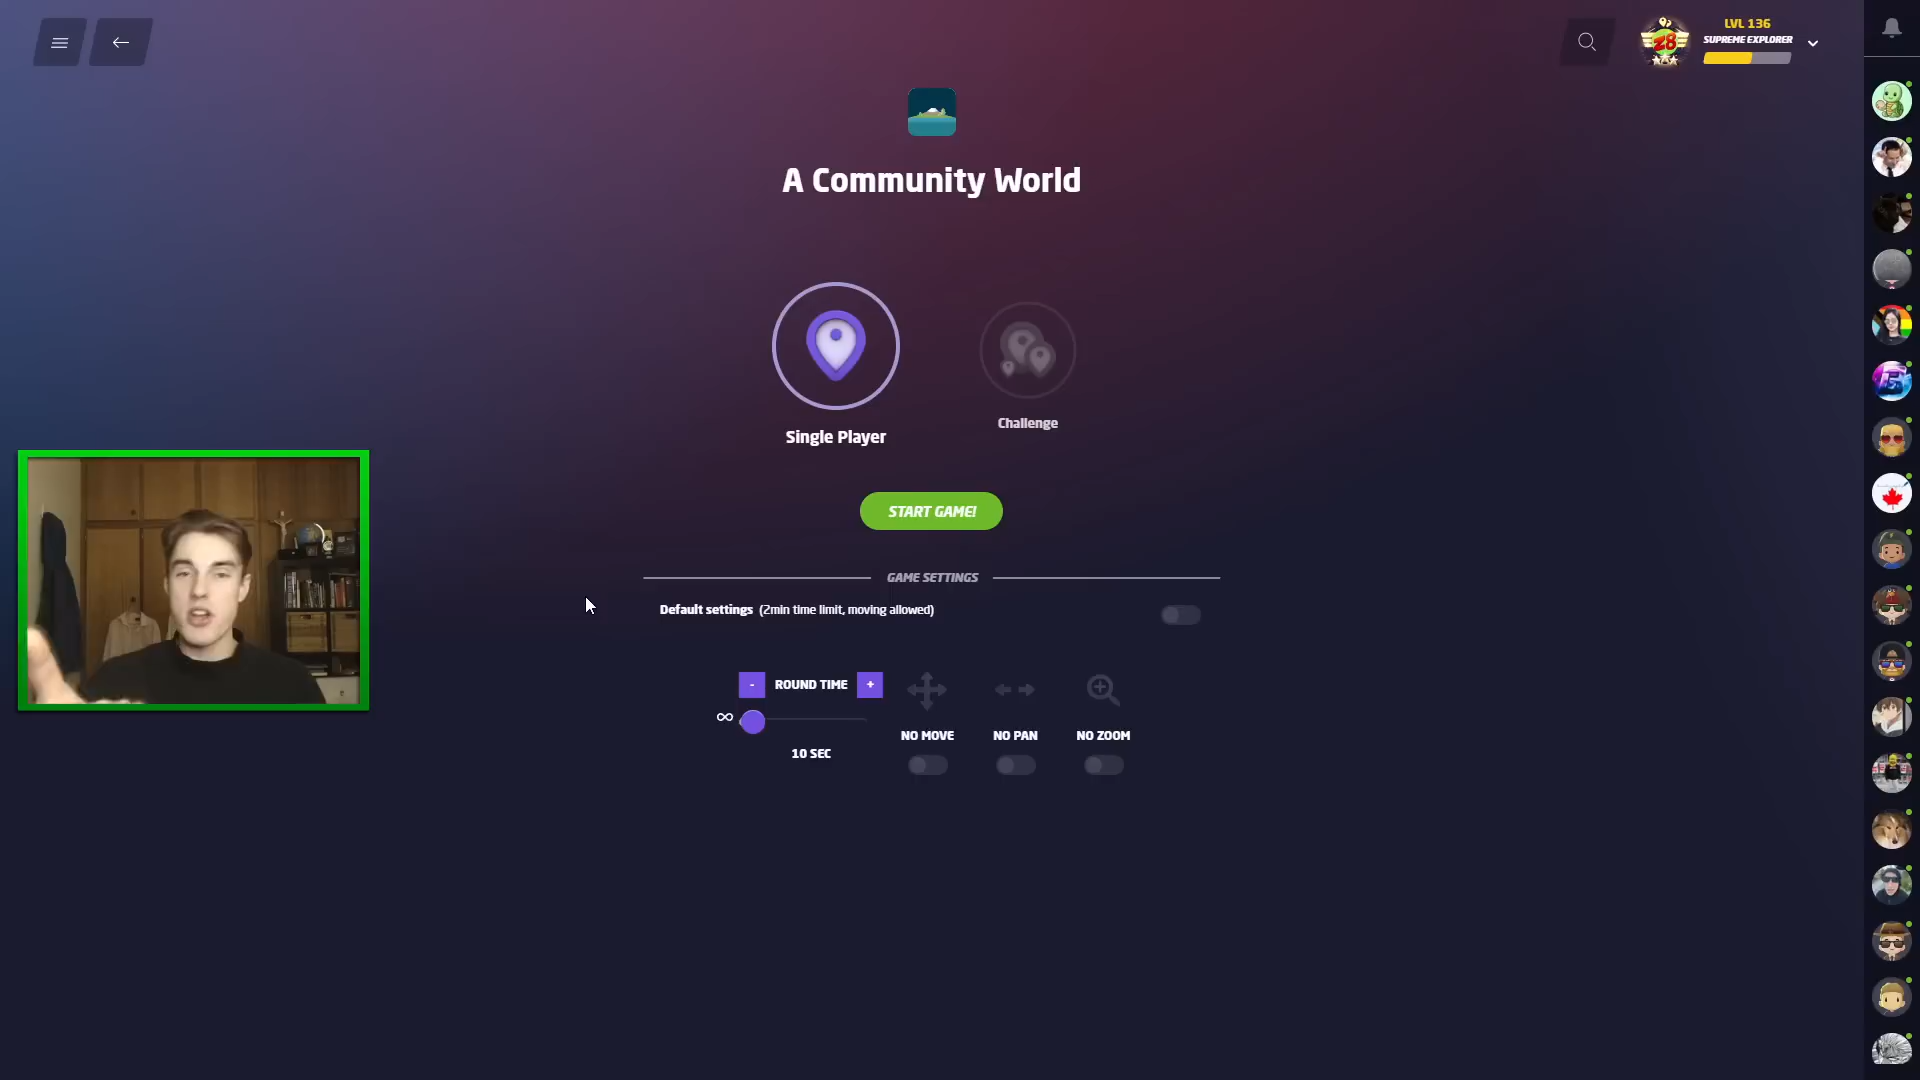 LVL 136
SUPREME EXPLORER
Z8
A Community World
Single Player
Challenge
START GAME!
GAME SETTINGS
Default settings (2min time limit, moving allowed)
- ROUND TIME +
∞
10 SEC
NO MOVE
NO PAN
NO ZOOM